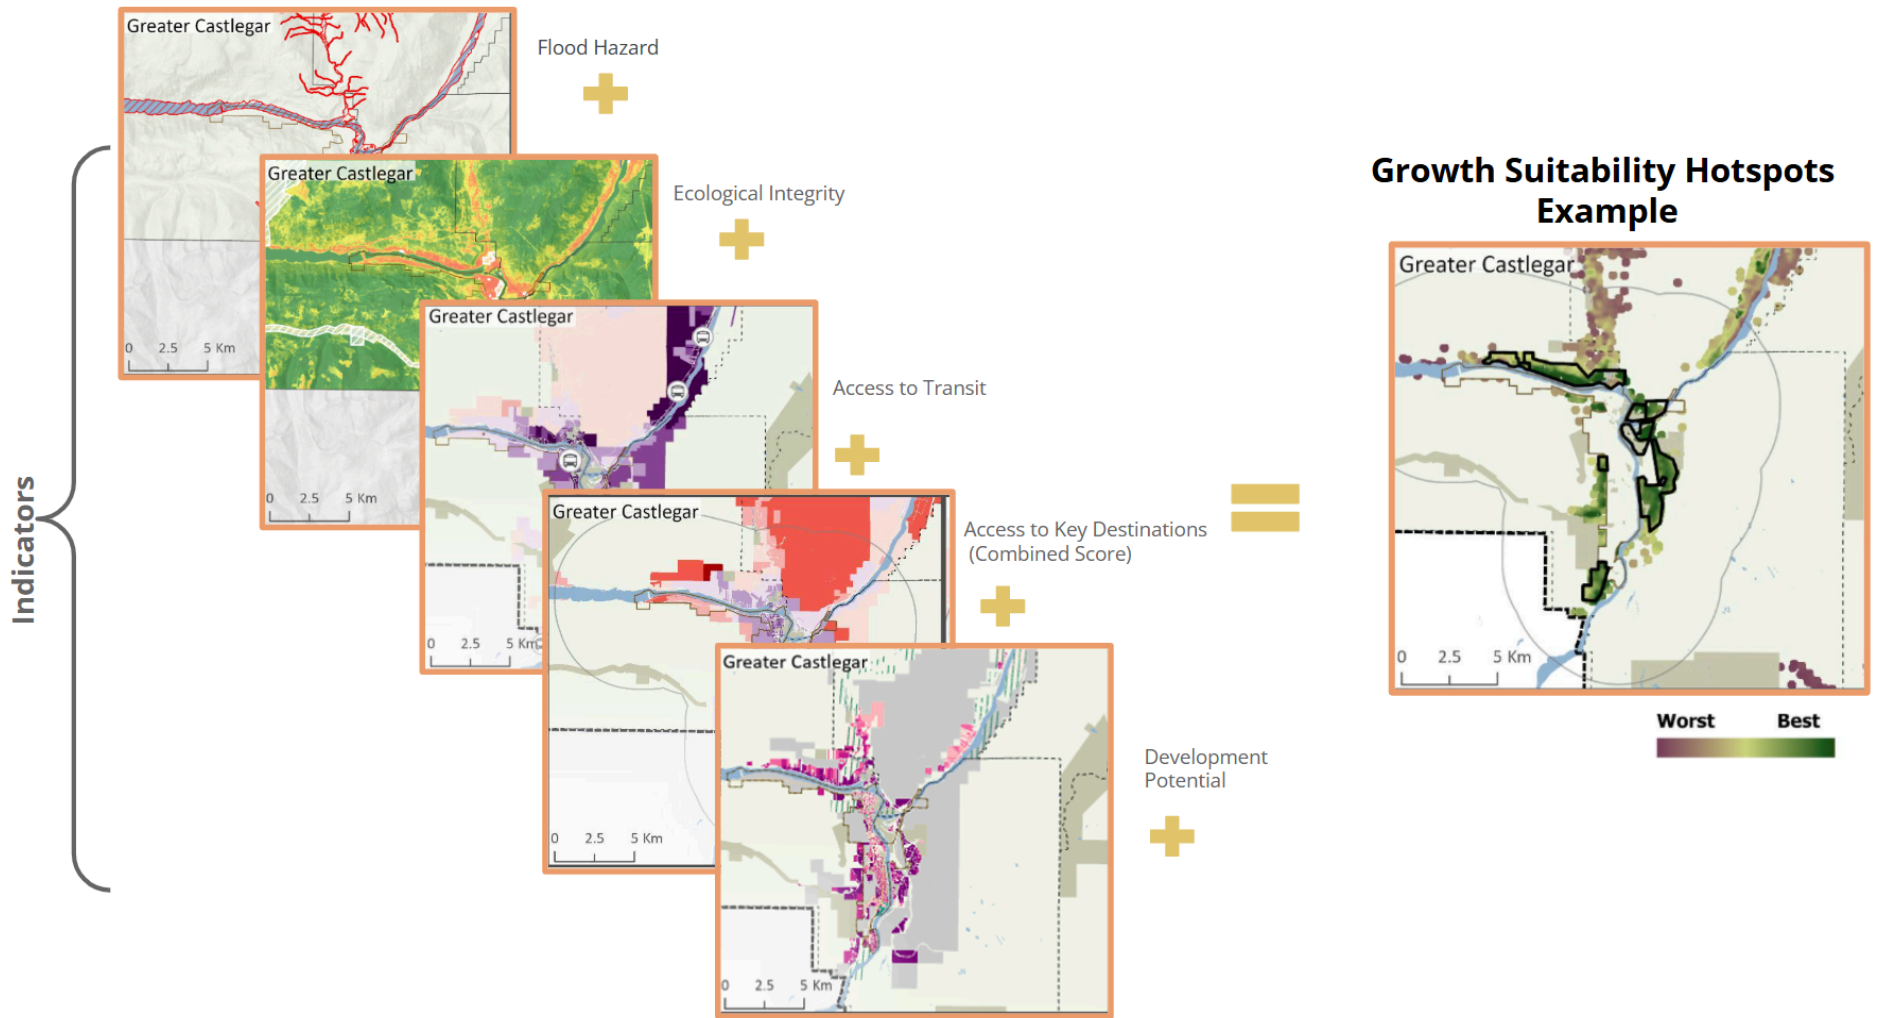 Greater Castlegar
Flood Hazard
0 2.5 5 Km
Greater Castlegar
Ecological Integrity
0 2.5 5 Km
Greater Castlegar
Access to Transit
0 2.5 5 Km
Greater Castlegar
Access to Key Destinations
(Combined Score)
0 2.5 5 Km
Greater Castlegar
Development
Potential
0 2.5 5 Km
Indicators
Growth Suitability Hotspots
Example
Greater Castlegar
0 2.5 5 Km
Worst Best